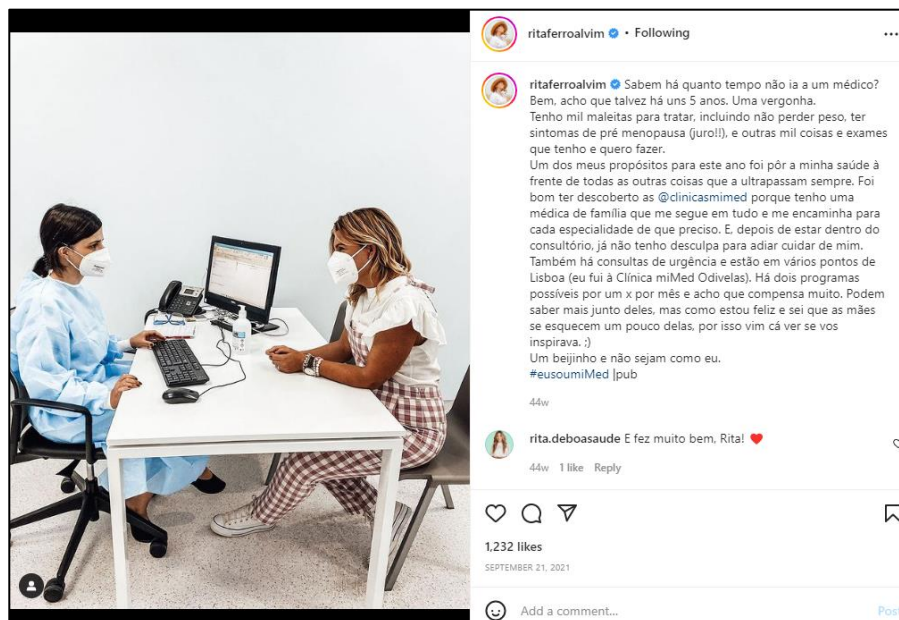 ritaferroalvim • Following
ritaferroalvim Sabem há quanto tempo não ia a um médico?
Bem, acho que talvez há uns 5 anos. Uma vergonha.
Tenho mil maleitas para tratar, incluindo não perder peso, ter
sintomas de pré menopausa (juro!!), e outras mil coisas e exames
que tenho e quero fazer.
Um dos meus propósitos para este ano foi pôr a minha saúde à
frente de todas as outras coisas que a ultrapassam sempre. Foi
bom ter descoberto as @clinicasmimed porque tenho uma
médica de família que me segue em tudo e me encaminha para
cada especialidade de que preciso. E, depois de estar dentro do
consultório, já não tenho desculpa para adiar cuidar de mim.
Também há consultas de urgência e estão em vários pontos de
Lisboa (eu fui à Clínica miMed Odivelas). Há dois programas
possíveis por um x por mês e acho que compensa muito. Podem
saber mais junto deles, mas como estou feliz e sei que as mães
se esquecem um pouco delas, por isso vim cá ver se vos
inspirava. ;)
Um beijinho e não sejam como eu.
#eusoumiMed |pub
44w
rita.deboasaude E fez muito bem, Rita! ❤️
44w 1 like Reply
1,232 likes
SEPTEMBER 21, 2021
Add a comment... Post